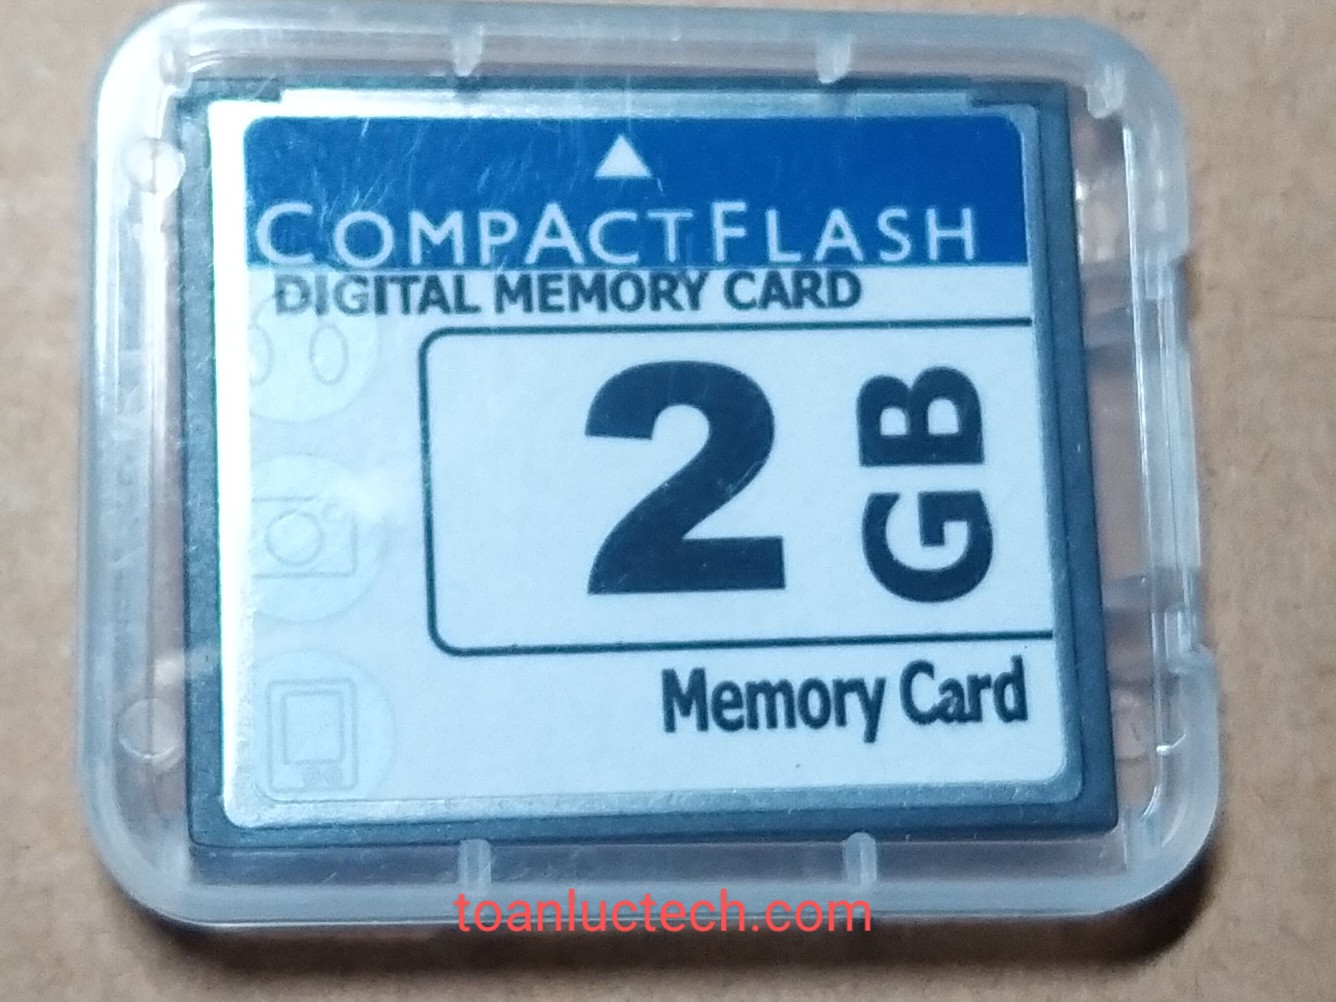 COMPACTFLASH
DIGITAL MEMORY CARD
2 GB
Memory Card
toanluctech.com